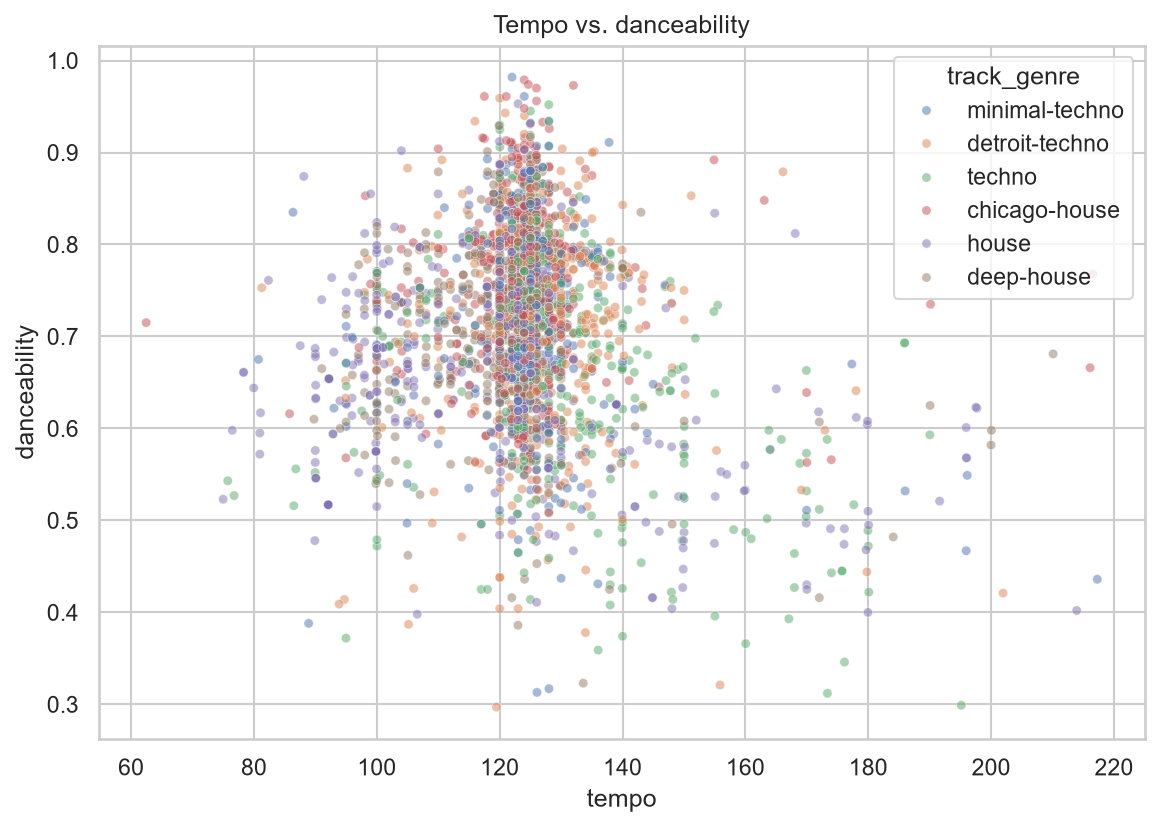 Tempo vs. danceability
1.0
0.9
0.8
0.7
0.6
0.5
0.4
0.3
danceability
track_genre
minimal-techno
detroit-techno
techno
chicago-house
house
deep-house
60 80 100 120 140 160 180 200 220
tempo